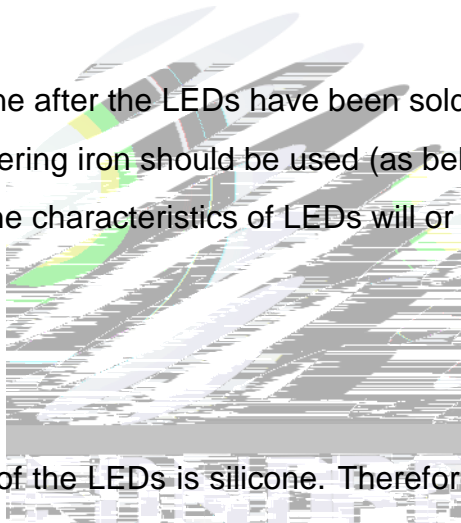 ne after the LEDs have been sold
ering iron should be used (as bel
ne characteristics of LEDs will or
of the LEDs is silicone. Therefor